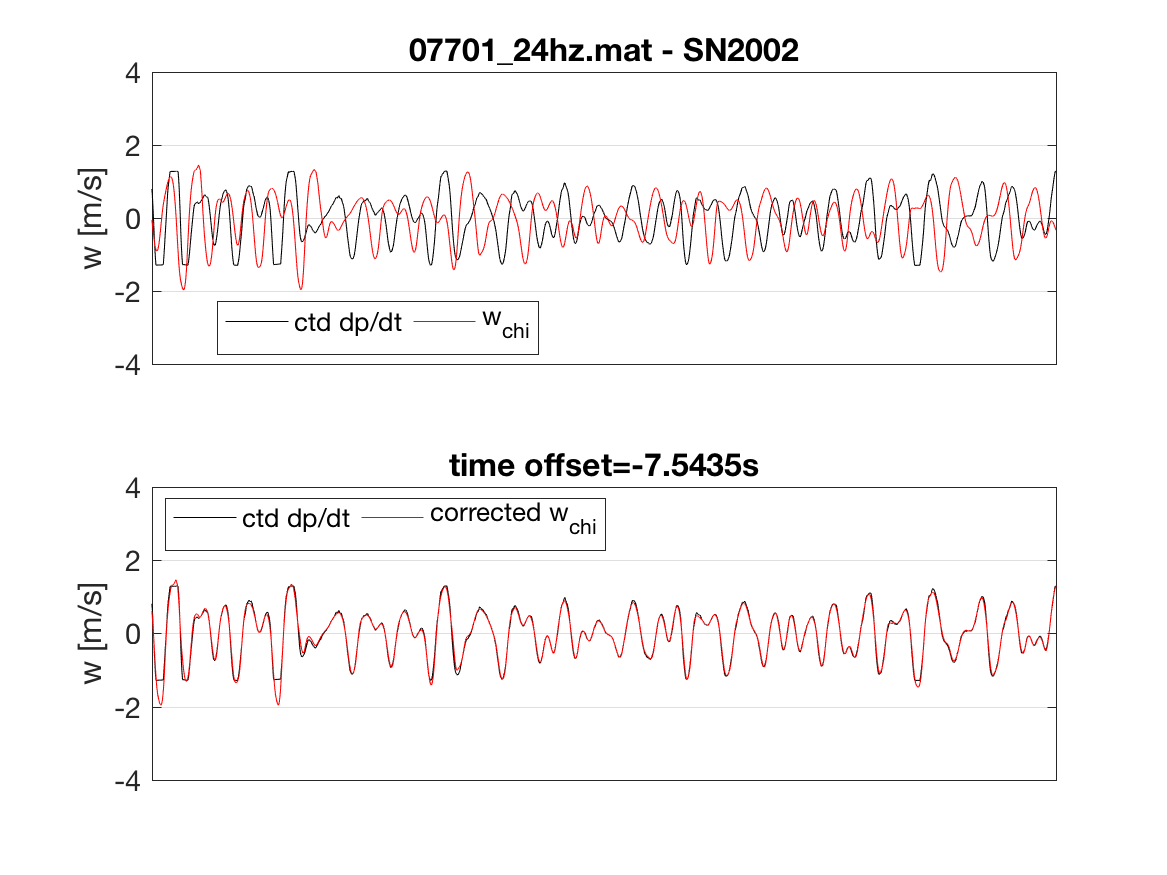 07701_24hz.mat - SN2002
4
2
0
-2
-4
w [m/s]
ctd dp/dt w_chi
time offset=-7.5435s
4
2
0
-2
-4
w [m/s]
ctd dp/dt corrected w_chi